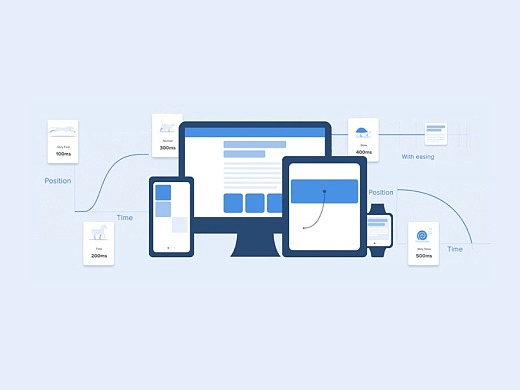 Very Fast
100ms
Normal
300ms
Slow
400ms
With easing
Position
Time
Fast
200ms
Position
Time
Very Slow
500ms